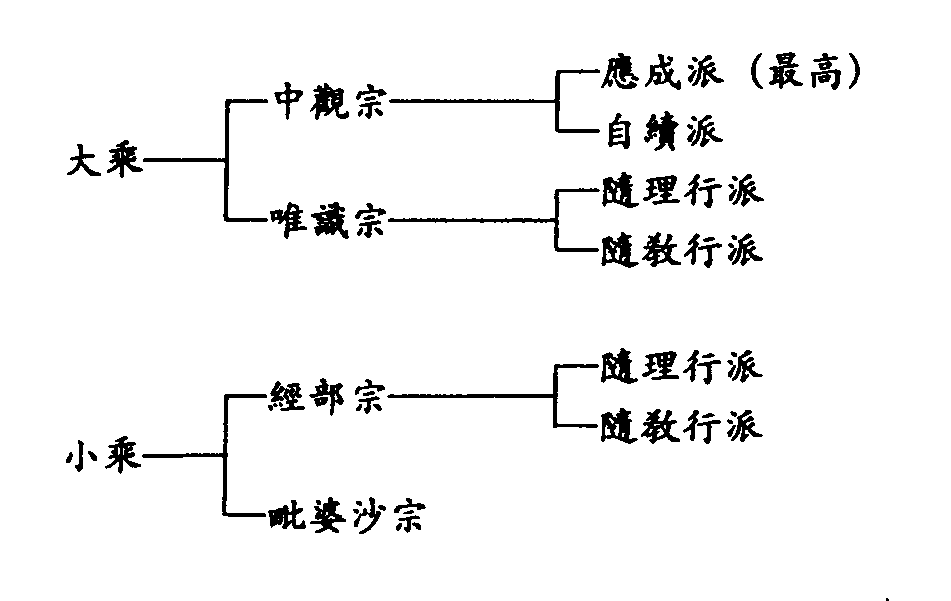 大乘
中觀宗
應成派（最高）
自續派
唯識宗
隨理行派
隨教行派
小乘
經部宗
隨理行派
隨教行派
毗婆沙宗